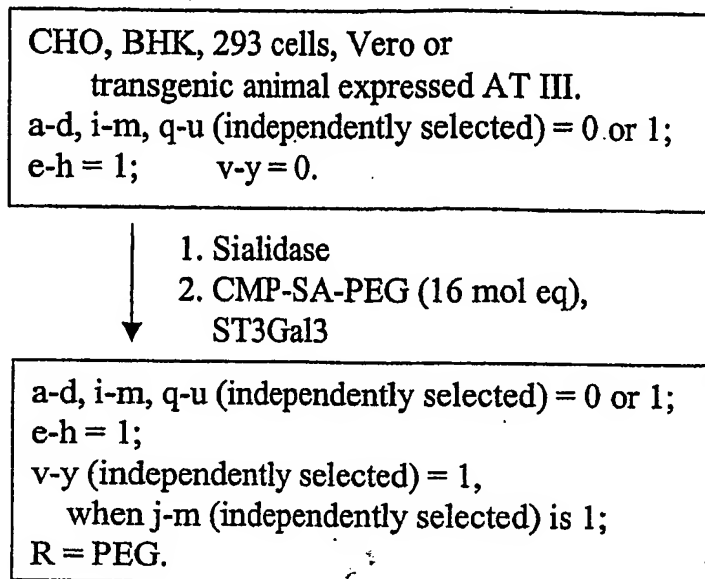 CHO, BHK, 293 cells, Vero or
transgenic animal expressed AT III.
a-d, i-m, q-u (independently selected) = 0 or 1;
e-h = 1; v-y = 0.
1. Sialidase
2. CMP-SA-PEG (16 mol eq),
ST3Gal3
a-d, i-m, q-u (independently selected) = 0 or 1;
e-h = 1;
v-y (independently selected) = 1,
when j-m (independently selected) is 1;
R = PEG.